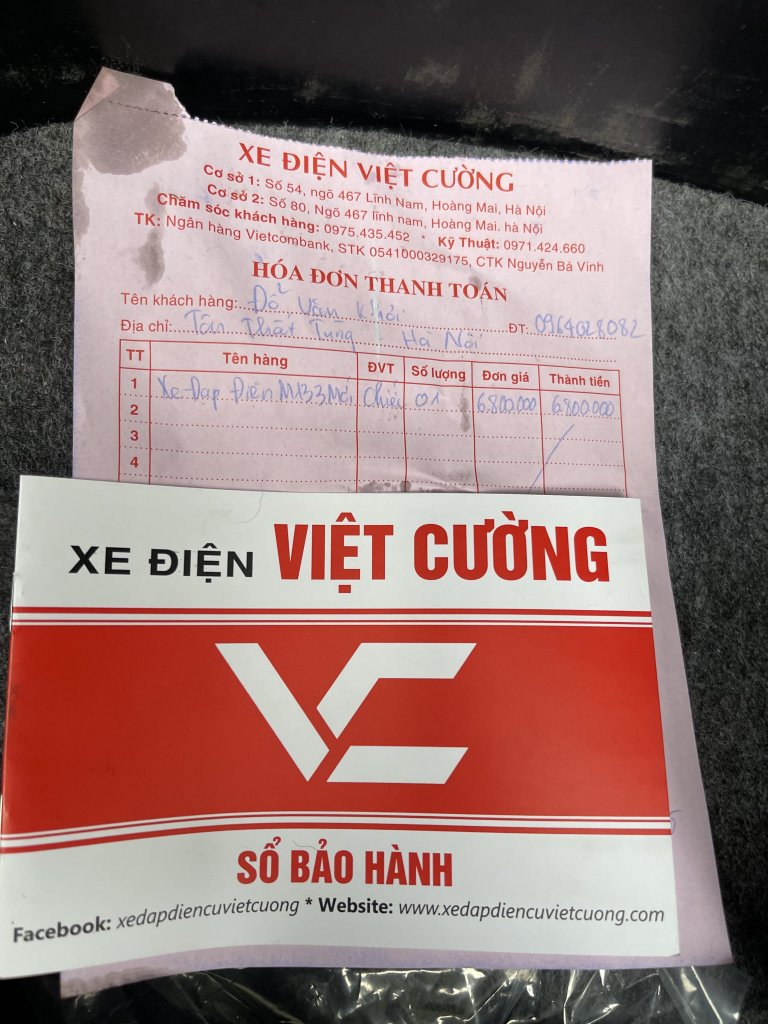 XE ĐIỆN VIỆT CƯỜNG
Cơ sở 1: Số 54, ngõ 467 Lĩnh Nam, Hoàng Mai, Hà Nội
Cơ sở 2: Số 80, Ngõ 467 lĩnh nam, Hoàng Mai. hà Nội
Chăm sóc khách hàng: 0975.435.452 * Kỹ Thuật: 0971.424.660
TK: Ngân hàng Vietcombank, STK 0541000329175, CTK Nguyễn Bá Vinh
HÓA ĐƠN THANH TOÁN
Tên khách hàng: Đỗ Văn Khải ĐT: 0964028082
Địa chỉ: Tôn Thất Tùng Hà Nội
TT Tên hàng ĐVT Số lượng Đơn giá Thành tiền
1 Xe Đạp Điện M133 Mới Chiếc 01 6.800.000 6.800.000
2
3
4
XE ĐIỆN VIỆT CƯỜNG
VC
SỔ BẢO HÀNH
Facebook: xedapdiencuvietcuong * Website: www.xedapdiencuvietcuong.com